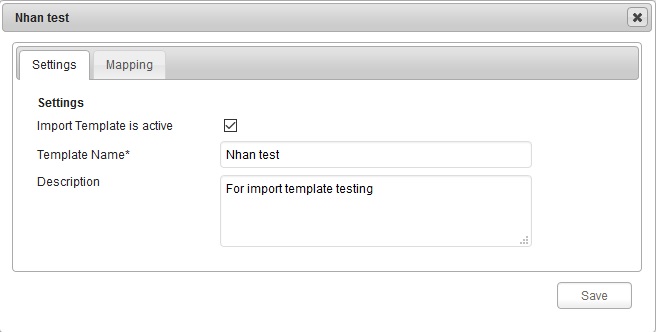 Nhan test
Settings
Mapping
Settings
Import Template is active
Template Name*
Nhan test
Description
For import template testing
Save